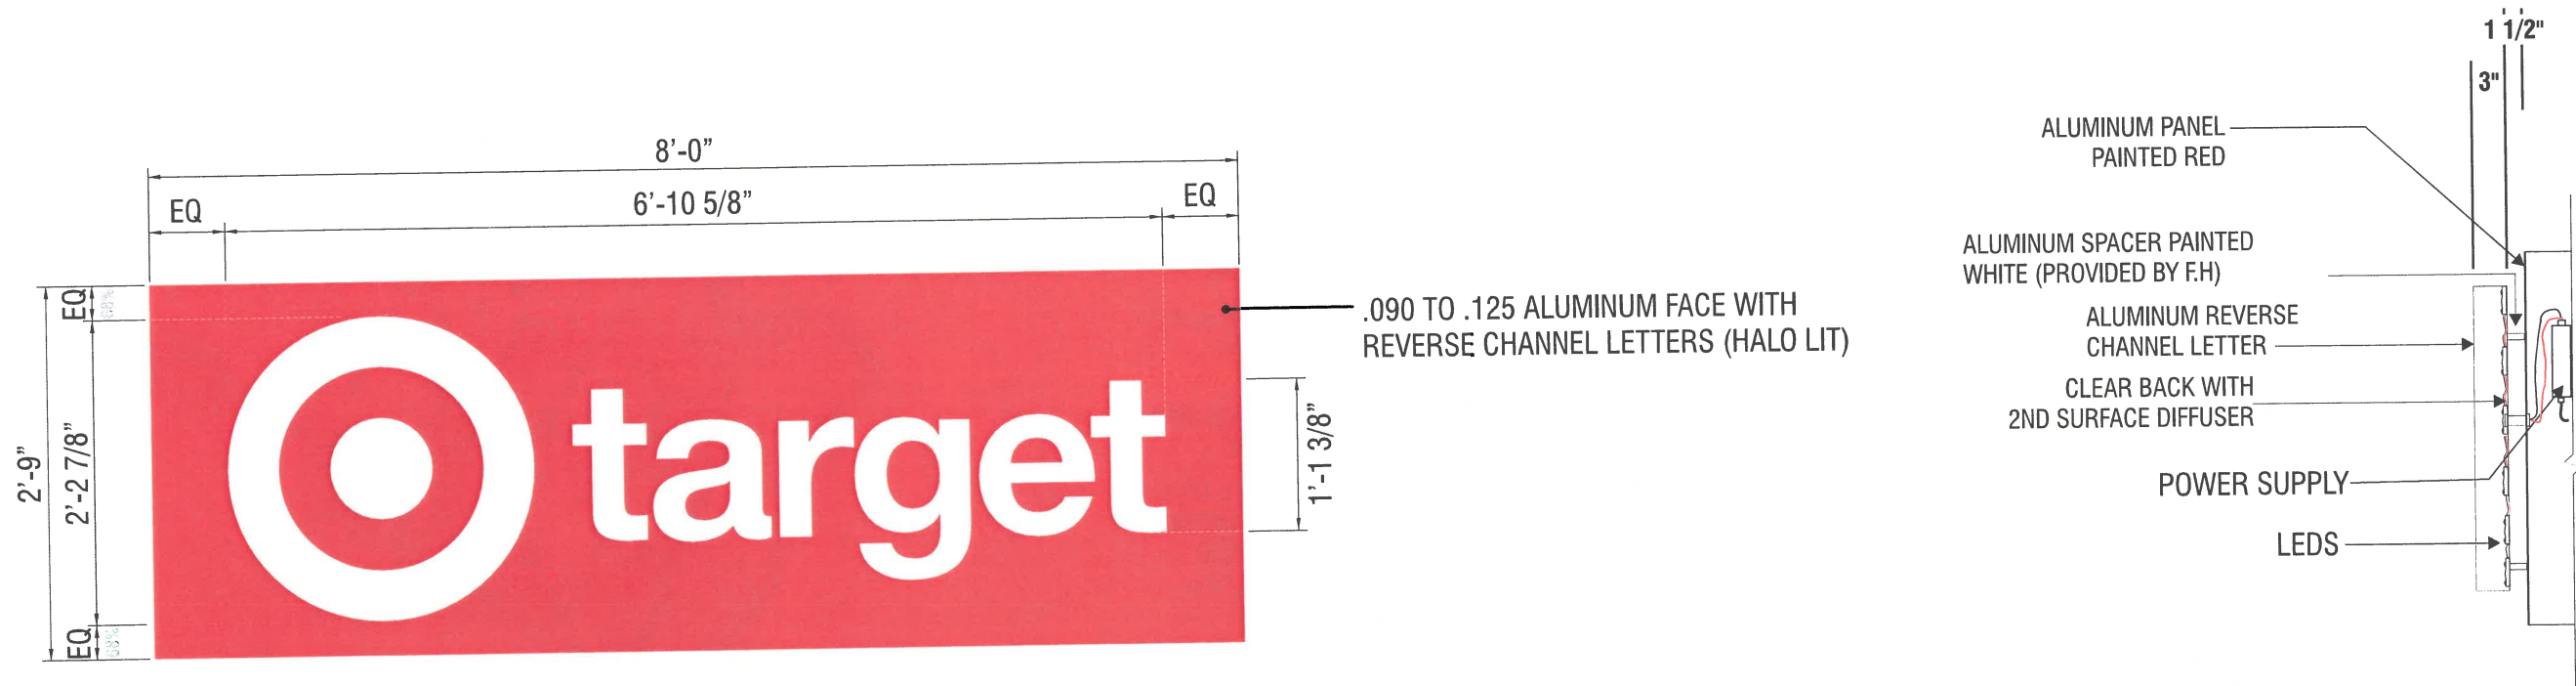 8’-0”
EQ
6’-10 5/8”
EQ
2’-9”
EQ
2’-2 7/8”
EQ
68%
target
1’-1 3/8”
.090 TO .125 ALUMINUM FACE WITH
REVERSE CHANNEL LETTERS (HALO LIT)
1 1/2"
3"
ALUMINUM PANEL
PAINTED RED
ALUMINUM SPACER PAINTED
WHITE (PROVIDED BY F.H)
ALUMINUM REVERSE
CHANNEL LETTER
CLEAR BACK WITH
2ND SURFACE DIFFUSER
POWER SUPPLY
LEDS